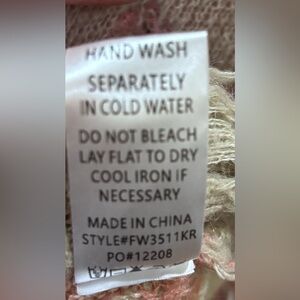 HAND WASH
SEPARATELY
IN COLD WATER
DO NOT BLEACH
LAY FLAT TO DRY
COOL IRON IF
NECESSARY
MADE IN CHINA
STYLE#FW3511KR
PO#12208